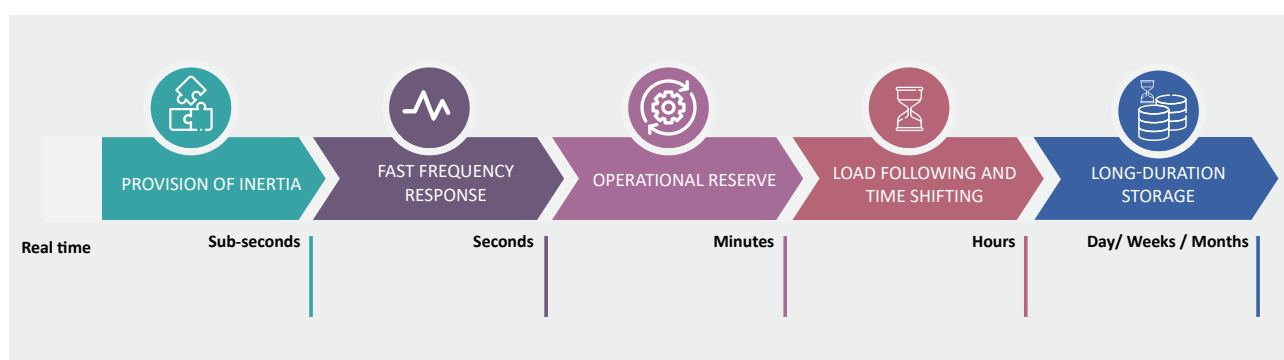 PROVISION OF INERTIA
FAST FREQUENCY
RESPONSE
OPERATIONAL RESERVE
LOAD FOLLOWING AND
TIME SHIFTING
LONG-DURATION
STORAGE
Real time
Sub-seconds
Seconds
Minutes
Hours
Day/ Weeks / Months